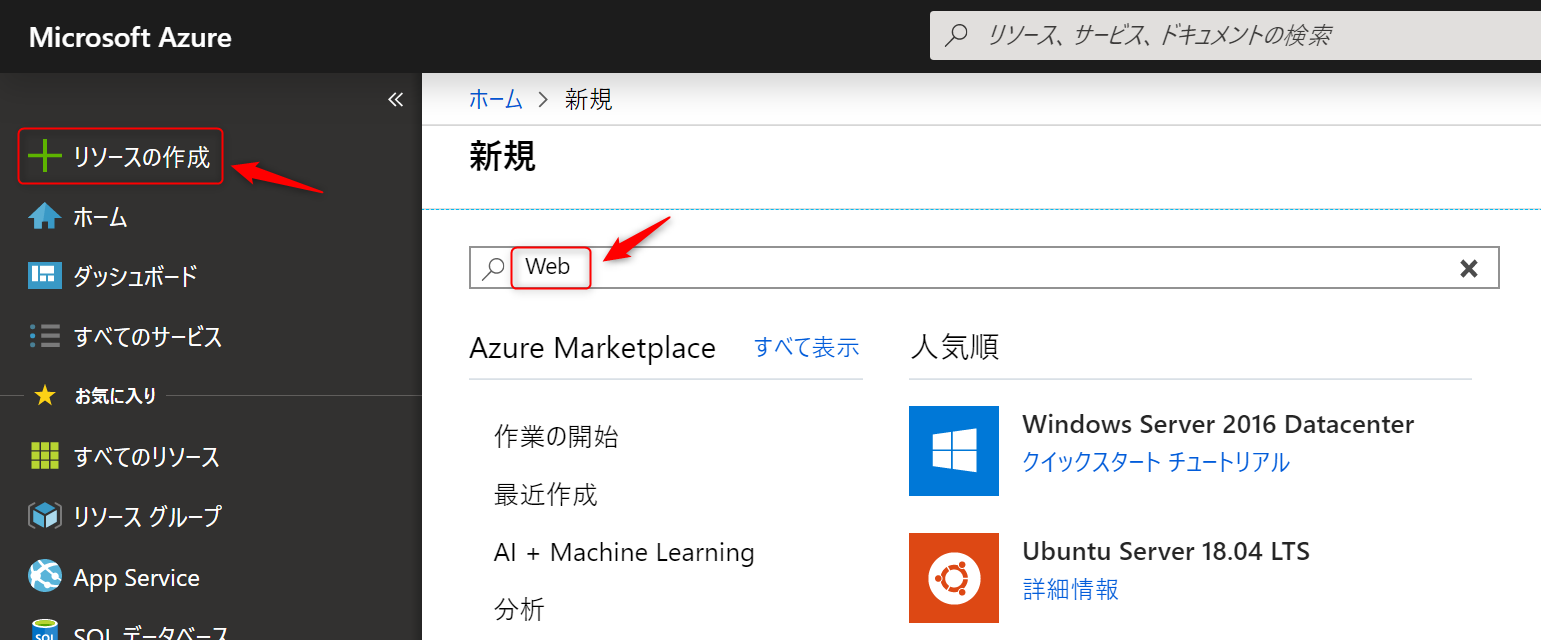 Microsoft Azure
リソース、サービス、ドキュメントの検索
リソースの作成
ホーム
ダッシュボード
すべてのサービス
お気に入り
すべてのリソース
リソース グループ
App Service
SQL データベース
ホーム > 新規
新規
Web
Azure Marketplace すべて表示
作業の開始
最近作成
AI + Machine Learning
分析
人気順
Windows Server 2016 Datacenter
クイックスタート チュートリアル
Ubuntu Server 18.04 LTS
詳細情報